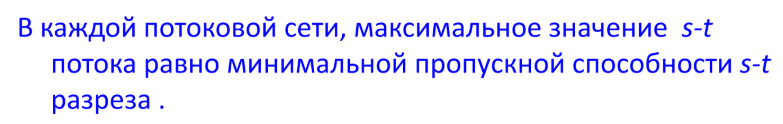 В каждой потоковой сети, максимальное значение s-t
потока равно минимальной пропускной способности s-t
разреза .